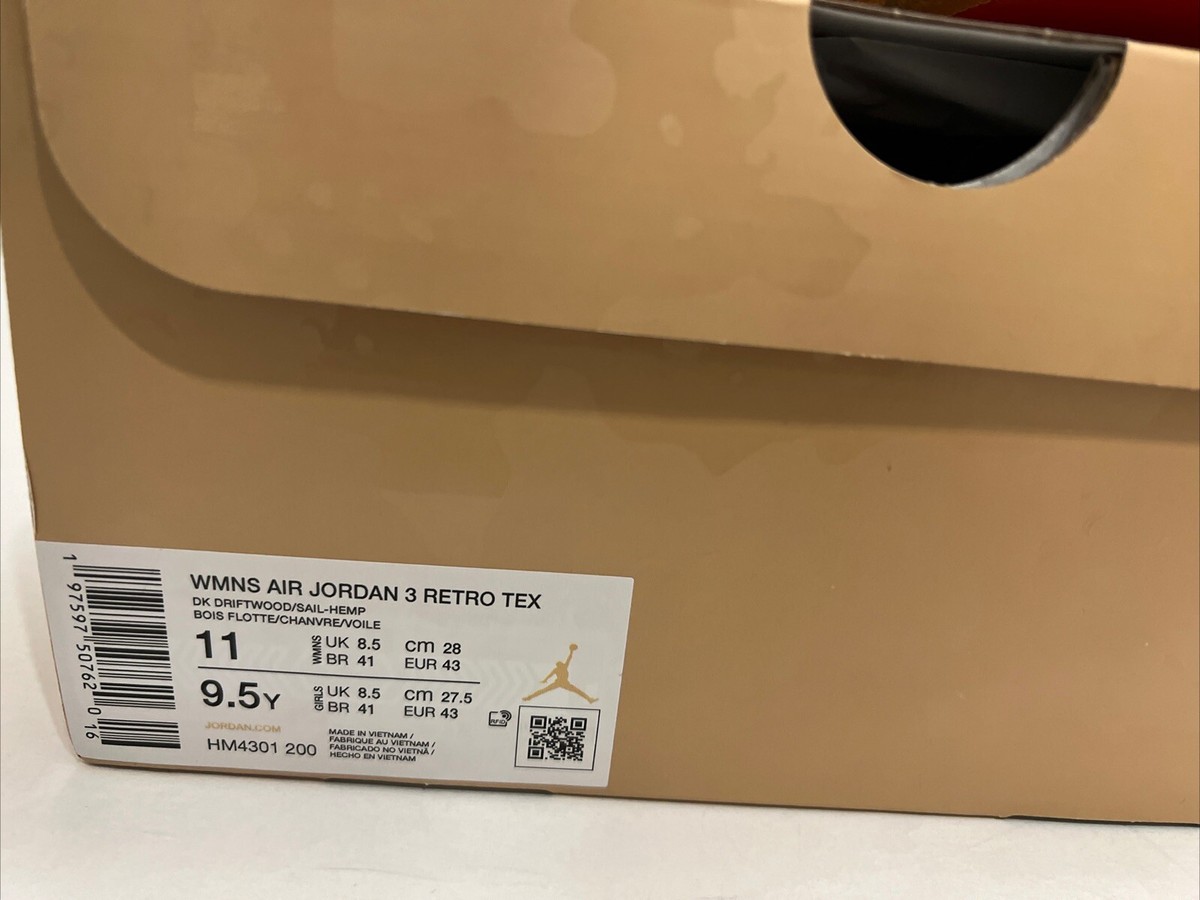 WMNS AIR JORDAN 3 RETRO TEX
DK DRIFTWOOD/SAIL-HEMP
BOIS FLOTTE/CHANVRE/VOILE
11 WMNS UK 8.5 cm 28
BR 41 EUR 43
9.5Y GIRLS UK 8.5 cm 27.5
BR 41 EUR 43
RFID
JORDAN.COM
HM4301 200
MADE IN VIETNAM /
FABRIQUE AU VIETNAM /
FABRICADO NO VIETNÃ /
HECHO EN VIETNAM
1 97597 50762 0 16